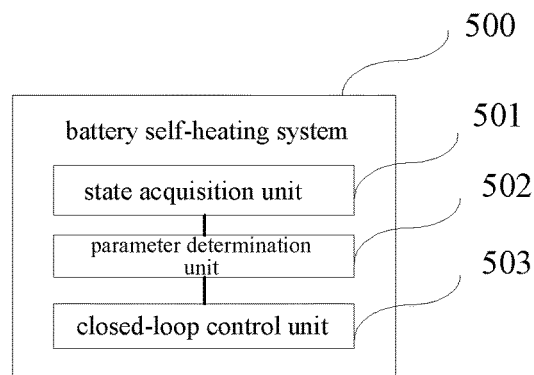 500
battery self-heating system
501
state acquisition unit
502
parameter determination
unit
503
closed-loop control unit